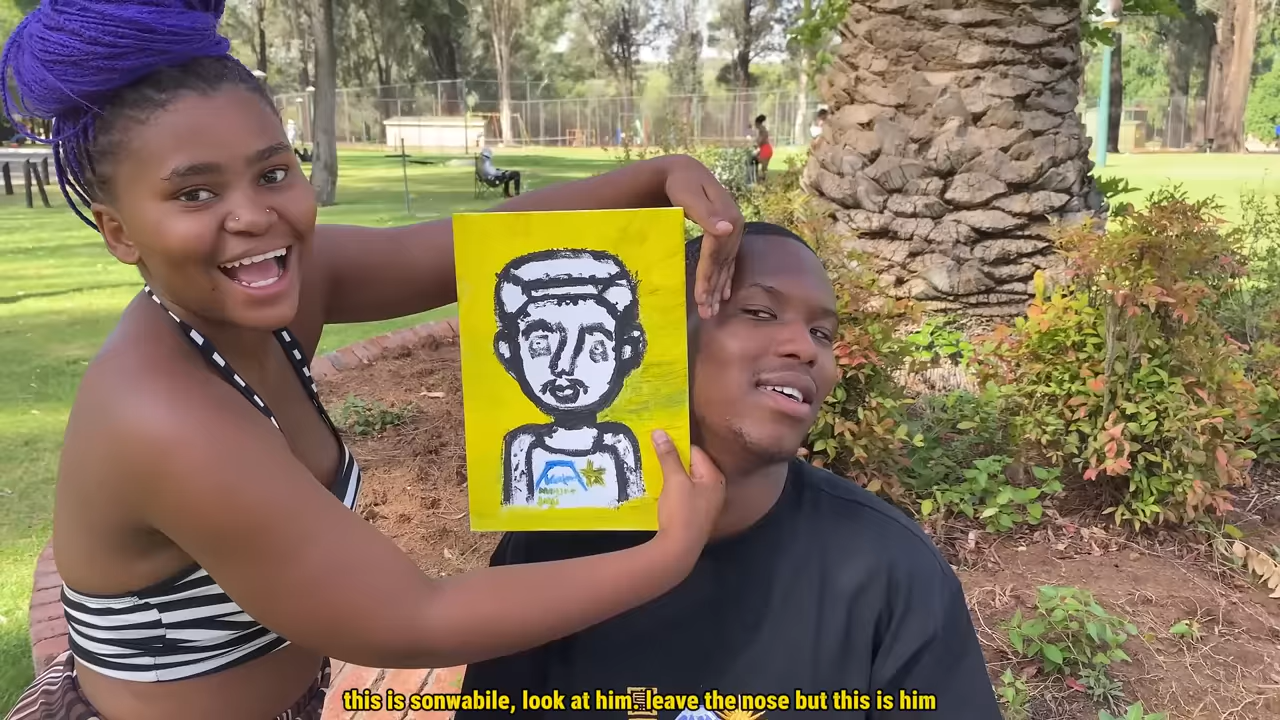 this is sonwabile, look at him, leave the nose but this is him